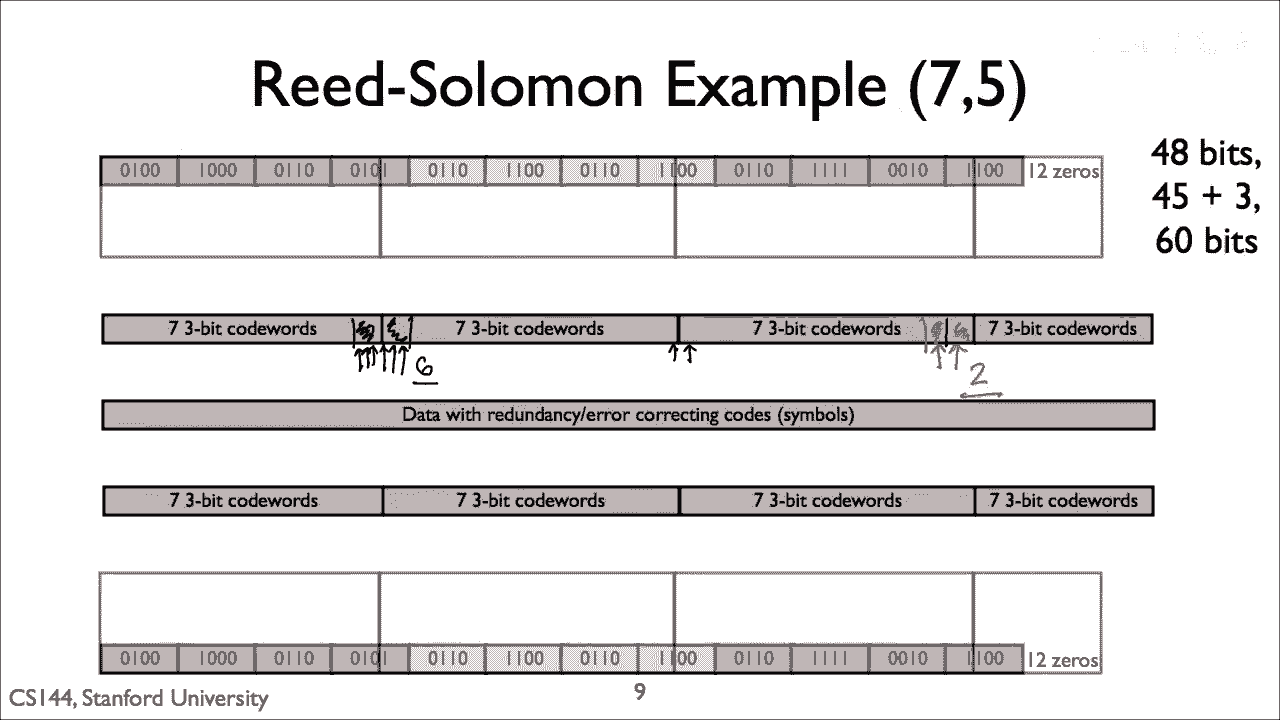 Reed-Solomon Example (7,5)
0100 1000 0110 0101 0110 1100 0110 1100 0110 1111 0010 1100 12 zeros
48 bits,
45 + 3,
60 bits
7 3-bit codewords 7 3-bit codewords 7 3-bit codewords 7 3-bit codewords
6 2
Data with redundancy/error correcting codes (symbols)
7 3-bit codewords 7 3-bit codewords 7 3-bit codewords 7 3-bit codewords
0100 1000 0110 0101 0110 1100 0110 1100 0110 1111 0010 1100 12 zeros
CS144, Stanford University 9